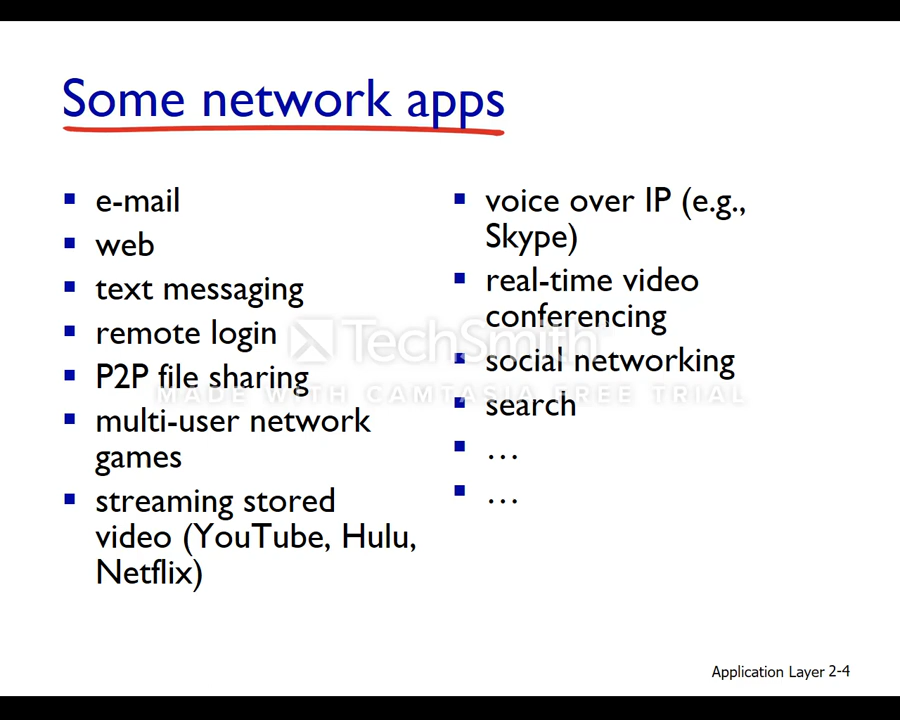 Some network apps
▪ e-mail
▪ web
▪ text messaging
▪ remote login
▪ P2P file sharing
▪ multi-user network
games
▪ streaming stored
video (YouTube, Hulu,
Netflix)
▪ voice over IP (e.g.,
Skype)
▪ real-time video
conferencing
▪ social networking
▪ search
▪ …
▪ …
TechSmith
MADE WITH CAMTASIA FREE TRIAL
Application Layer 2-4